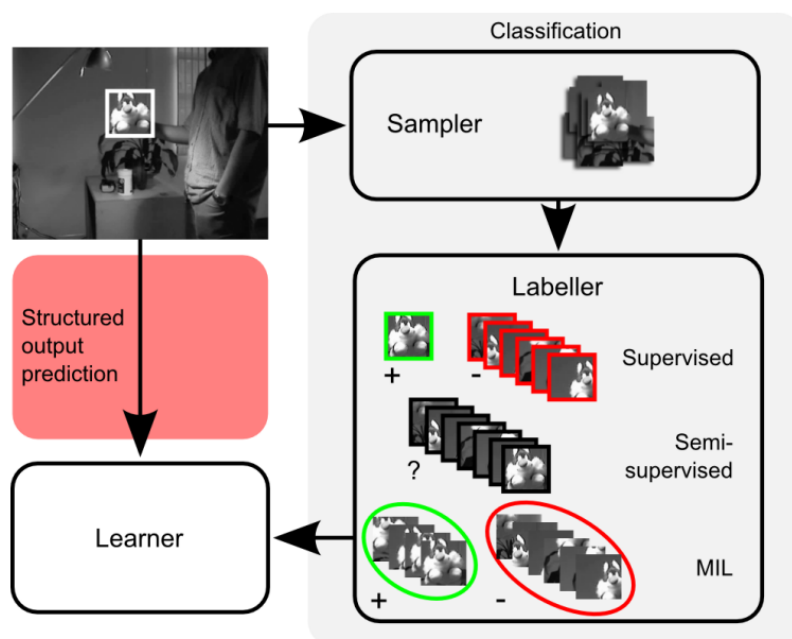 Classification
Sampler
Structured
output
prediction
Labeller
+
-
Supervised
?
Semi-
supervised
+
-
MIL
Learner